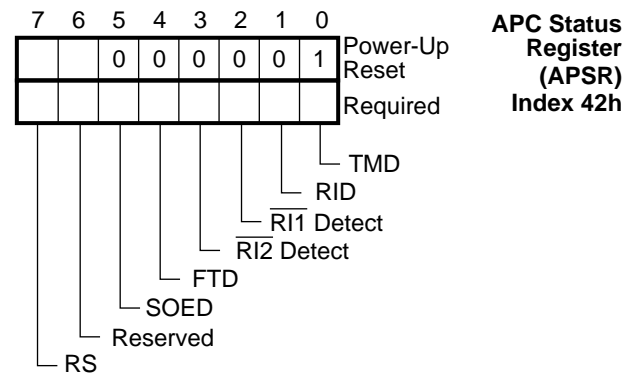 7 6 5 4 3 2 1 0
APC Status
Register
(APSR)
Index 42h
0 0 0 0 0 1
Power-Up
Reset
Required
TMD
RID
RI1 Detect
RI2 Detect
FTD
SOED
Reserved
RS